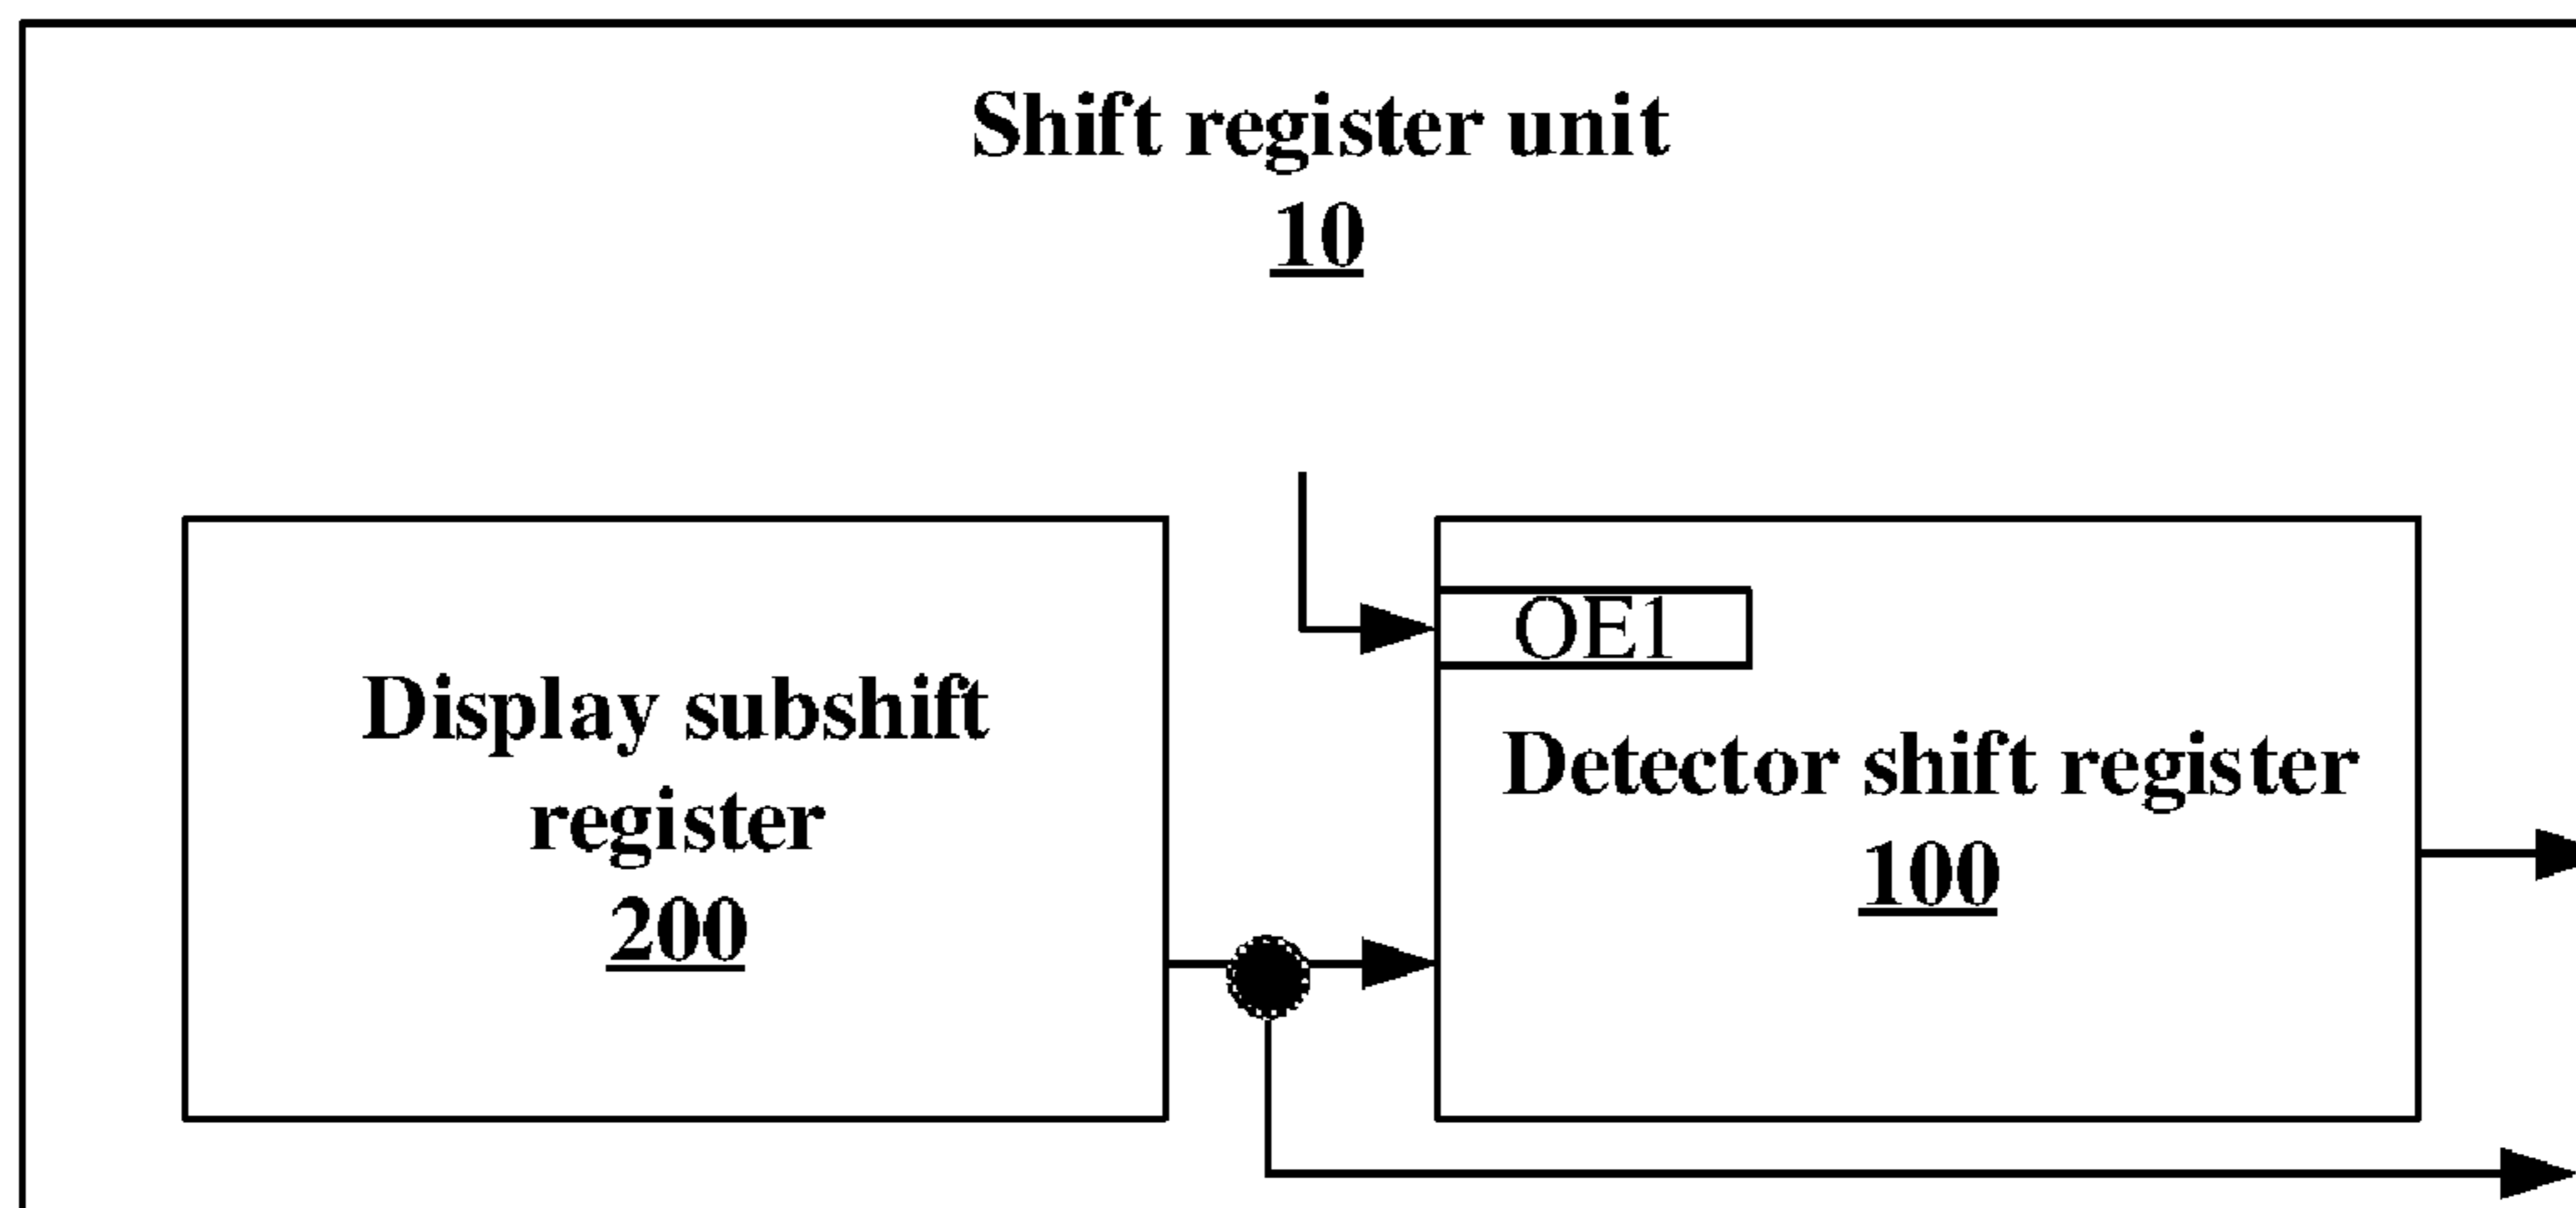 Shift register unit
10
Display subshift
register
200
OE1
Detector shift register
100